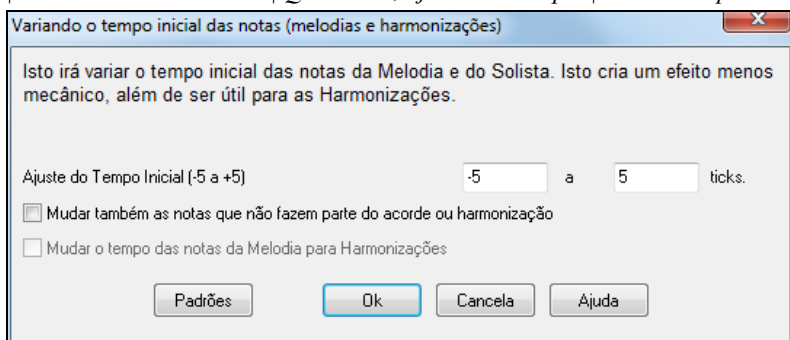 Variando o tempo inicial das notas (melodias e harmonizações)
Isto irá variar o tempo inicial das notas da Melodia e do Solista. Isto cria um efeito menos
mecânico, além de ser útil para as Harmonizações.
Ajuste do Tempo Inicial (-5 a +5) -5 a 5 ticks.
Mudar também as notas que não fazem parte do acorde ou harmonização
Mudar o tempo das notas da Melodia para Harmonizações
Padrões Ok Cancela Ajuda